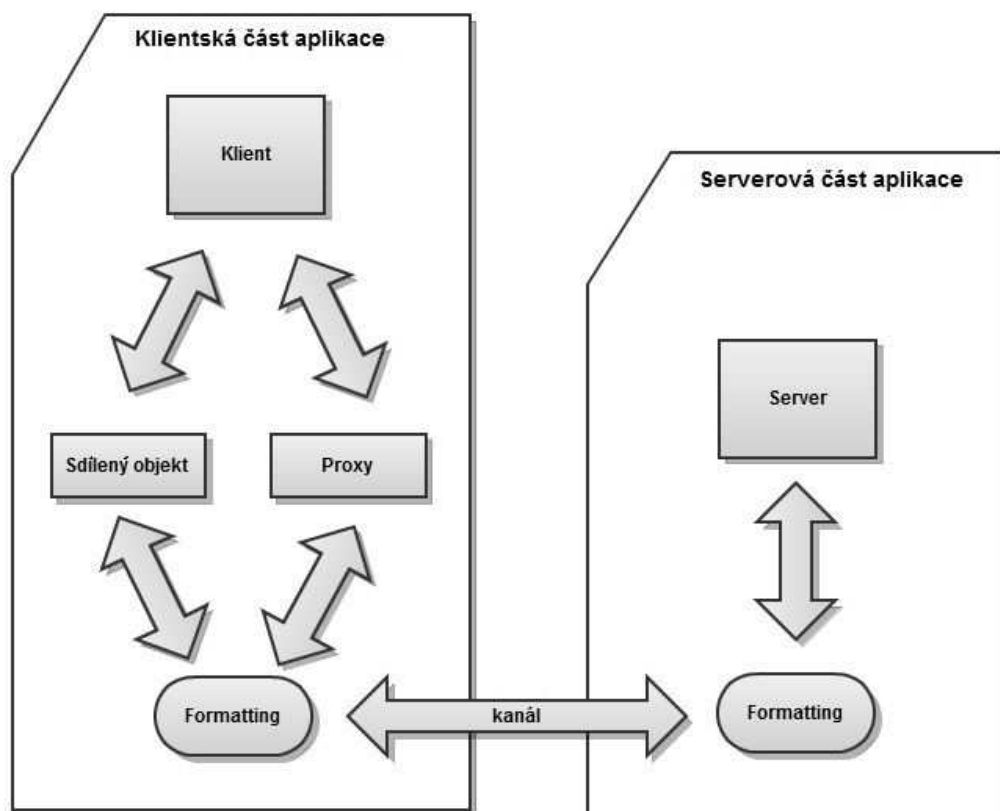 Klientská část aplikace
Klient
Sdílený objekt
Proxy
Formatting
kanál
Serverová část aplikace
Server
Formatting